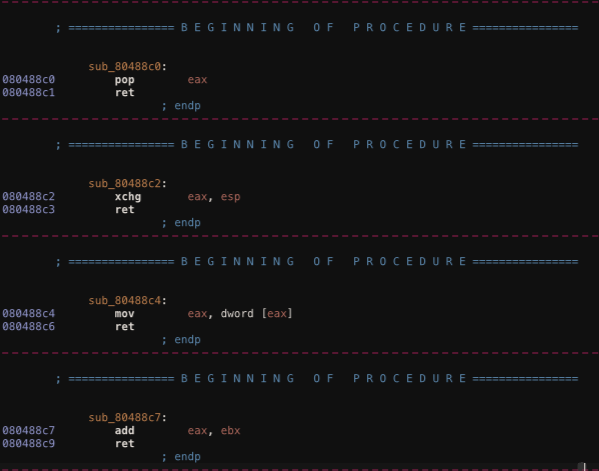 ; ================ B E G I N N I N G   O F   P R O C E D U R E ================
sub_80488c0:
080488c0 pop eax
080488c1 ret
; endp
; ================ B E G I N N I N G   O F   P R O C E D U R E ================
sub_80488c2:
080488c2 xchg eax, esp
080488c3 ret
; endp
; ================ B E G I N N I N G   O F   P R O C E D U R E ================
sub_80488c4:
080488c4 mov eax, dword [eax]
080488c6 ret
; endp
; ================ B E G I N N I N G   O F   P R O C E D U R E ================
sub_80488c7:
080488c7 add eax, ebx
080488c9 ret
; endp